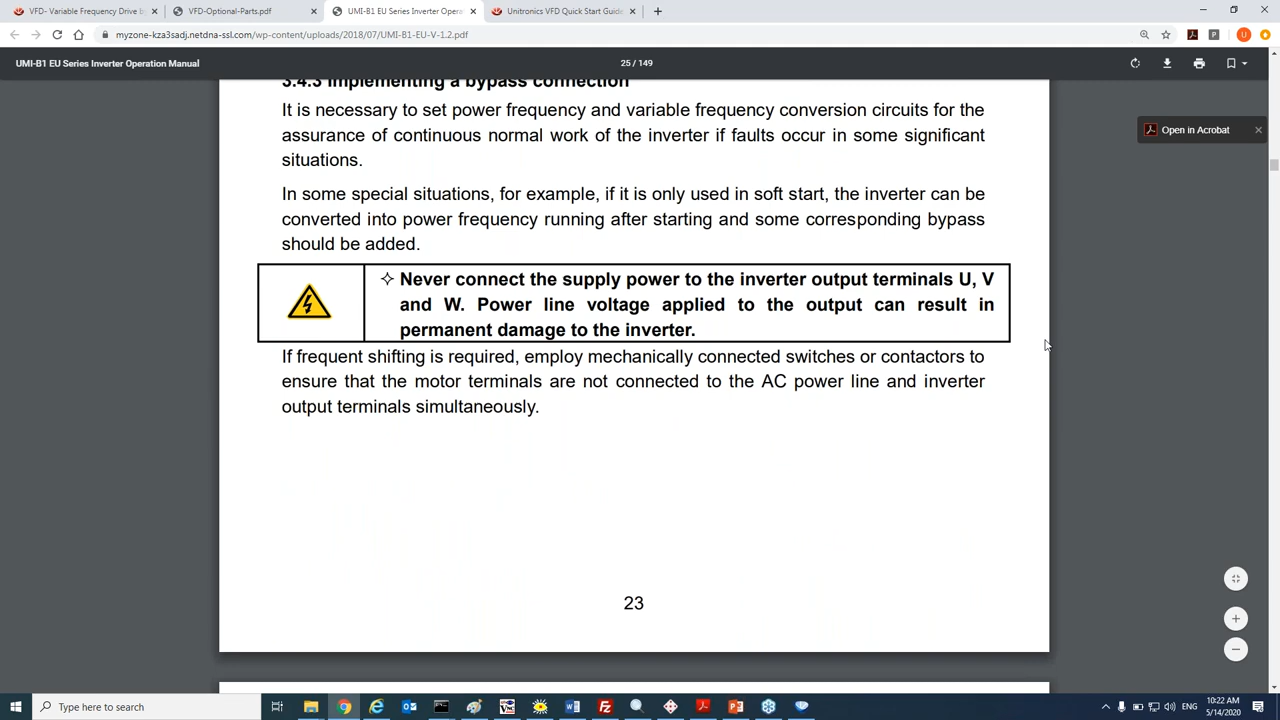 VFD- Variable Frequency Drive by
VFD-Optional-Parts.pdf
UMI-B1 EU Series Inverter Opera
Unitronics VFD Quick Start Guide
myzone-kza3sadj.netdna-ssl.com/wp-content/uploads/2018/07/UMI-B1-EU-V-1.2.pdf
UMI-B1 EU Series Inverter Operation Manual
25 / 149
Open in Acrobat
3.4.3 Implementing a bypass connection
It is necessary to set power frequency and variable frequency conversion circuits for the
assurance of continuous normal work of the inverter if faults occur in some significant
situations.
In some special situations, for example, if it is only used in soft start, the inverter can be
converted into power frequency running after starting and some corresponding bypass
should be added.
✧ Never connect the supply power to the inverter output terminals U, V
and W. Power line voltage applied to the output can result in
permanent damage to the inverter.
If frequent shifting is required, employ mechanically connected switches or contactors to
ensure that the motor terminals are not connected to the AC power line and inverter
output terminals simultaneously.
23
Type here to search
ENG
10:22 AM
5/14/2020